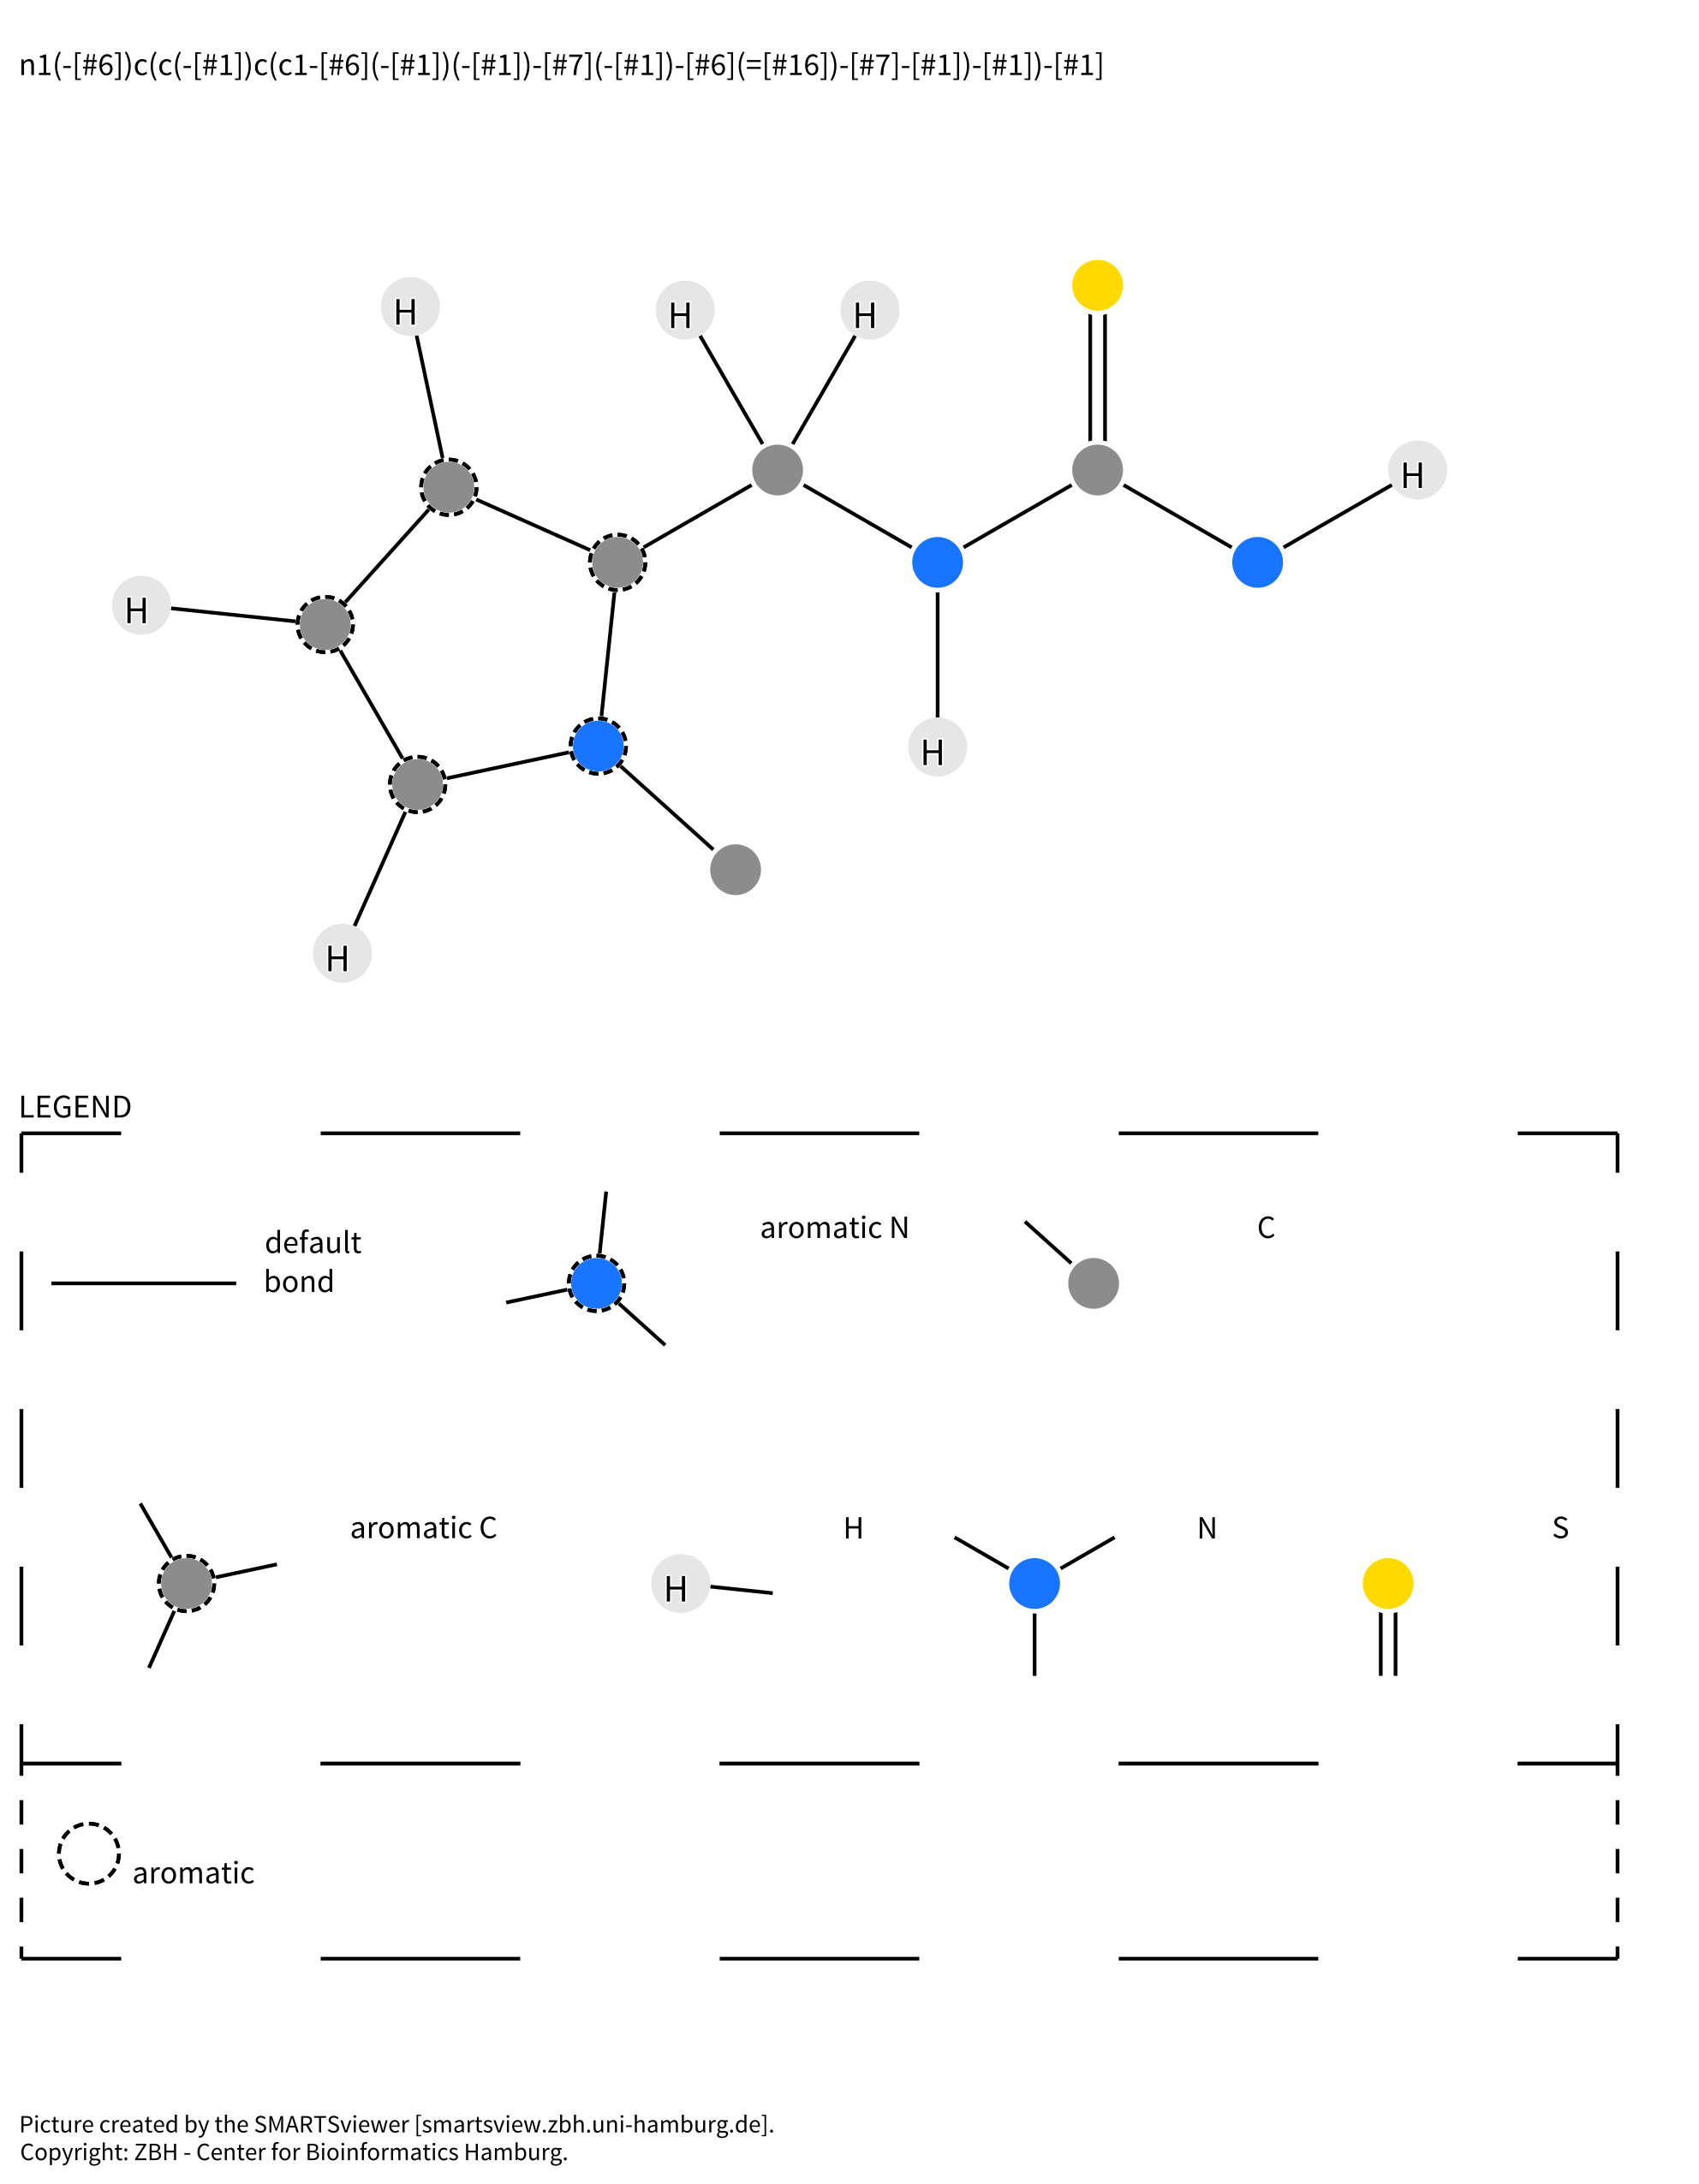 n1(-[#6])c(c(-[#1])c(c1-[#6](-[#1])(-[#1])-[#7](-[#1])-[#6](=[#16])-[#7]-[#1])-[#1])-[#1]
H
H
H
H
H
H
H
LEGEND
default
bond
aromatic N
C
aromatic C
H
H
N
S
aromatic
Picture created by the SMARTSviewer [smartsview.zbh.uni-hamburg.de].
Copyright: ZBH - Center for Bioinformatics Hamburg.